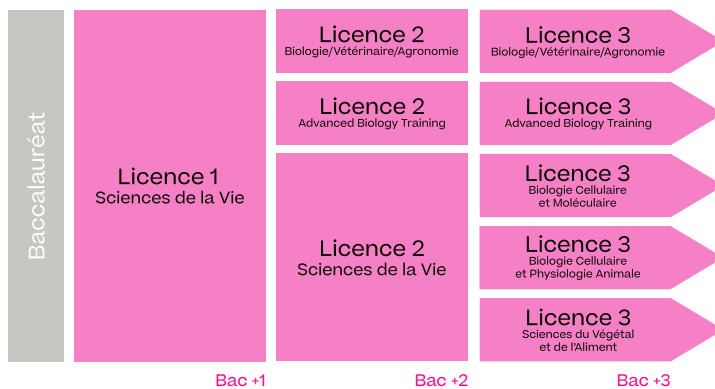 Baccalauréat
Licence 1
Sciences de la Vie
Licence 2
Biologie/Vétérinaire/Agronomie
Licence 2
Advanced Biology Training
Licence 2
Sciences de la Vie
Licence 3
Biologie/Vétérinaire/Agronomie
Licence 3
Advanced Biology Training
Licence 3
Biologie Cellulaire
et Moléculaire
Licence 3
Biologie Cellulaire
et Physiologie Animale
Licence 3
Sciences du Végétal
et de l'Aliment
Bac +1
Bac +2
Bac +3